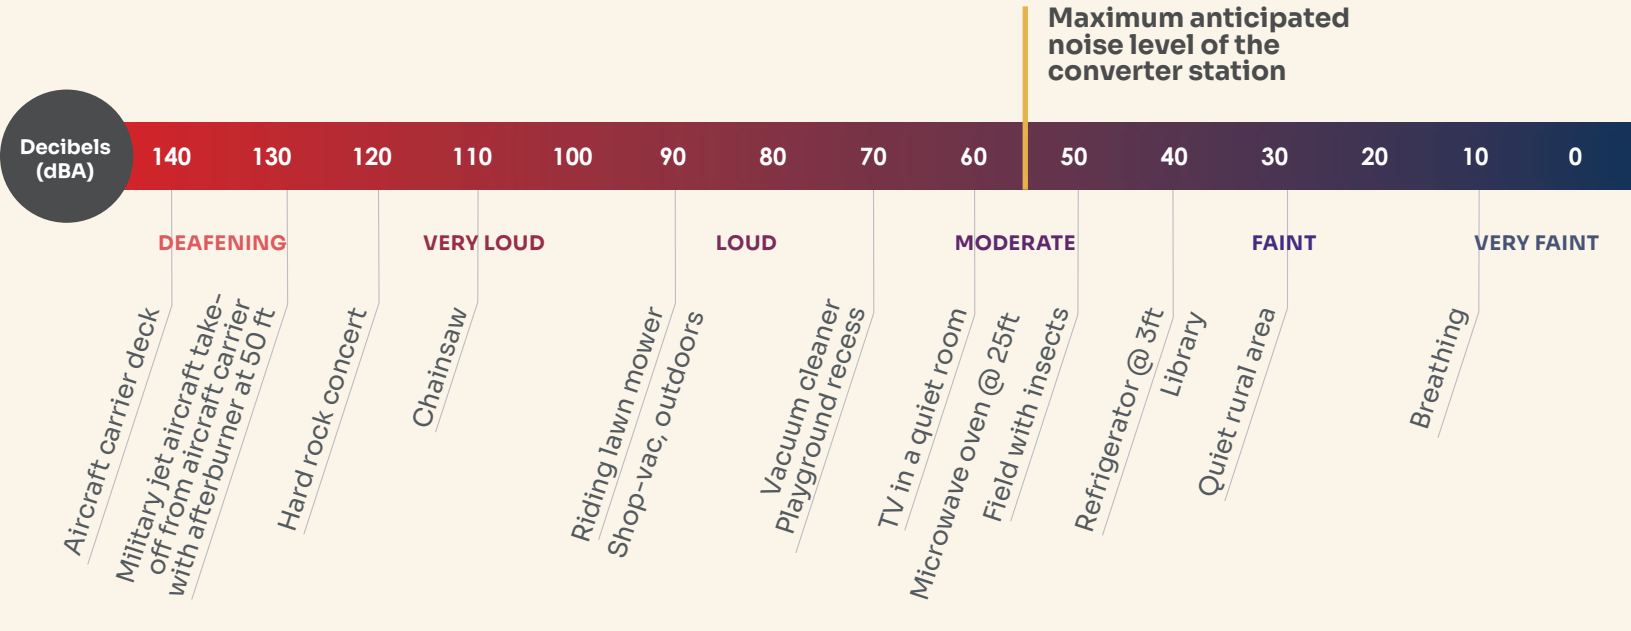 Maximum anticipated
noise level of the
converter station
Decibels
(dBA)
140 130 120 110 100 90 80 70 60 50 40 30 20 10 0
DEAFENING VERY LOUD LOUD MODERATE FAINT VERY FAINT
Aircraft carrier deck
Military jet aircraft take-
off from aircraft carrier
with afterburner at 50 ft
Hard rock concert
Chainsaw
Riding lawn mower
Shop-vac, outdoors
Vacuum cleaner
Playground recess
TV in a quiet room
Microwave oven @ 25ft
Field with insects
Refrigerator @ 3ft
Library
Quiet rural area
Breathing